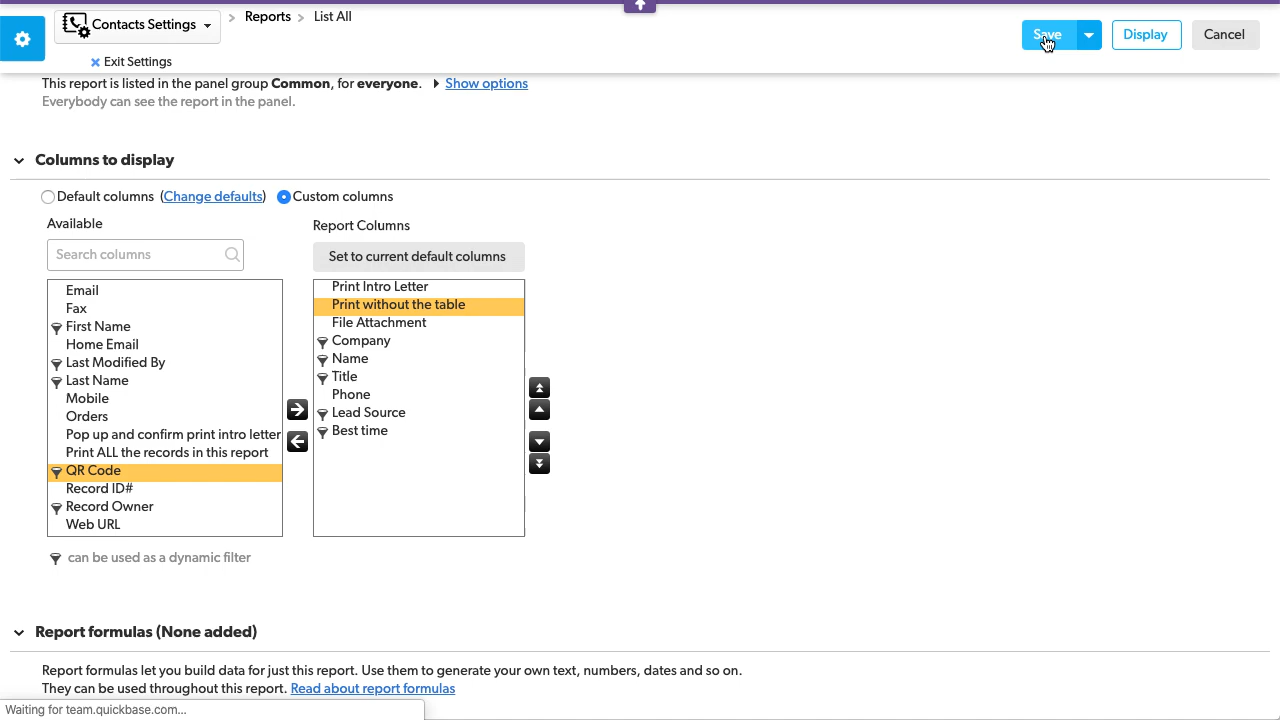 Contacts Settings
Reports
List All
Save
Display
Cancel
Exit Settings
This report is listed in the panel group Common, for everyone. Show options
Everybody can see the report in the panel.
Columns to display
Default columns (Change defaults) Custom columns
Available
Report Columns
Search columns
Set to current default columns
Email
Fax
First Name
Home Email
Last Modified By
Last Name
Mobile
Orders
Pop up and confirm print intro letter
Print ALL the records in this report
QR Code
Record ID#
Record Owner
Web URL
Print Intro Letter
Print without the table
File Attachment
Company
Name
Title
Phone
Lead Source
Best time
can be used as a dynamic filter
Report formulas (None added)
Report formulas let you build data for just this report. Use them to generate your own text, numbers, dates and so on.
They can be used throughout this report. Read about report formulas
Waiting for team.quickbase.com...